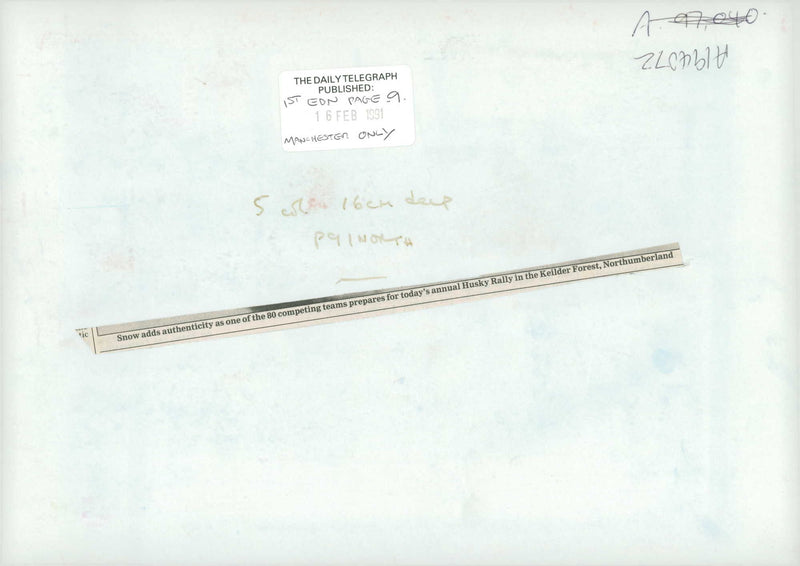 A. 97,040.
A194572
THE DAILY TELEGRAPH
PUBLISHED:
1ST EDN PAGE 9.
16 FEB 1991
MANCHESTER ONLY
5 col 16cm deep
P9/NORTH
tic
Snow adds authenticity as one of the 80 competing teams prepares for today's annual Husky Rally in the Keilder Forest, Northumberland